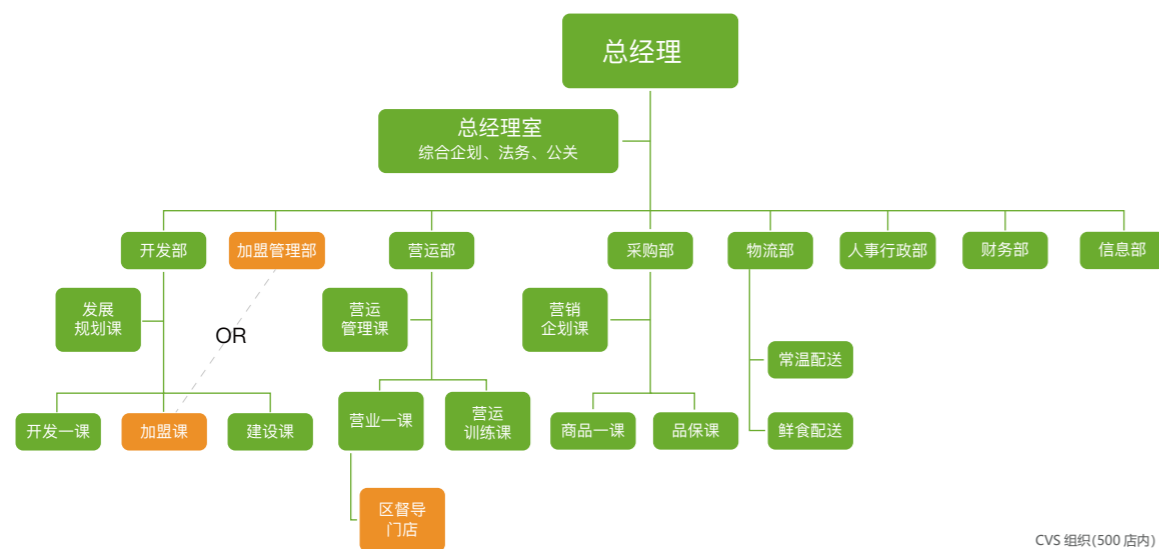 总经理
总经理室
综合企划、法务、公关
开发部
加盟管理部
营运部
采购部
物流部
人事行政部
财务部
信息部
发展
规划课
营运
管理课
营销
企划课
OR
常温配送
开发一课
加盟课
建设课
营业一课
营运
训练课
商品一课
品保课
鲜食配送
区督导
门店
CVS 组织(500 店内)